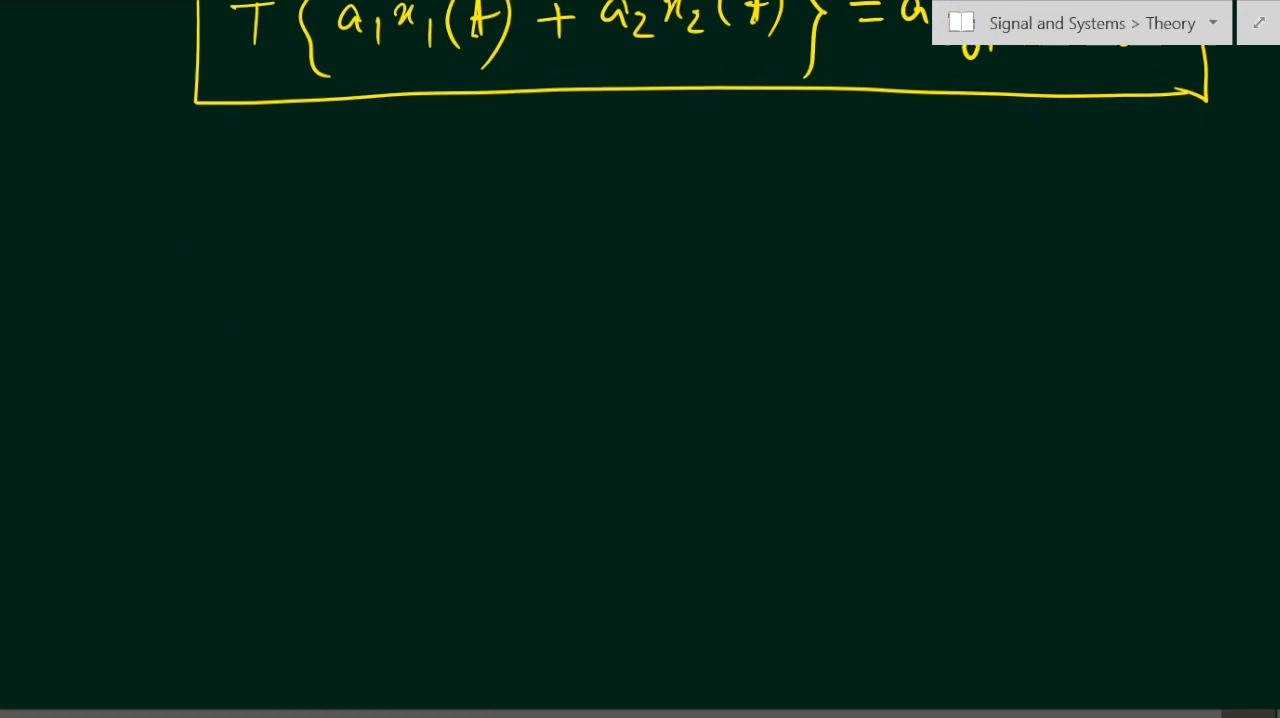 T{a₁x₁(t) + a₂x₂(t)} = a
Signal and Systems > Theory